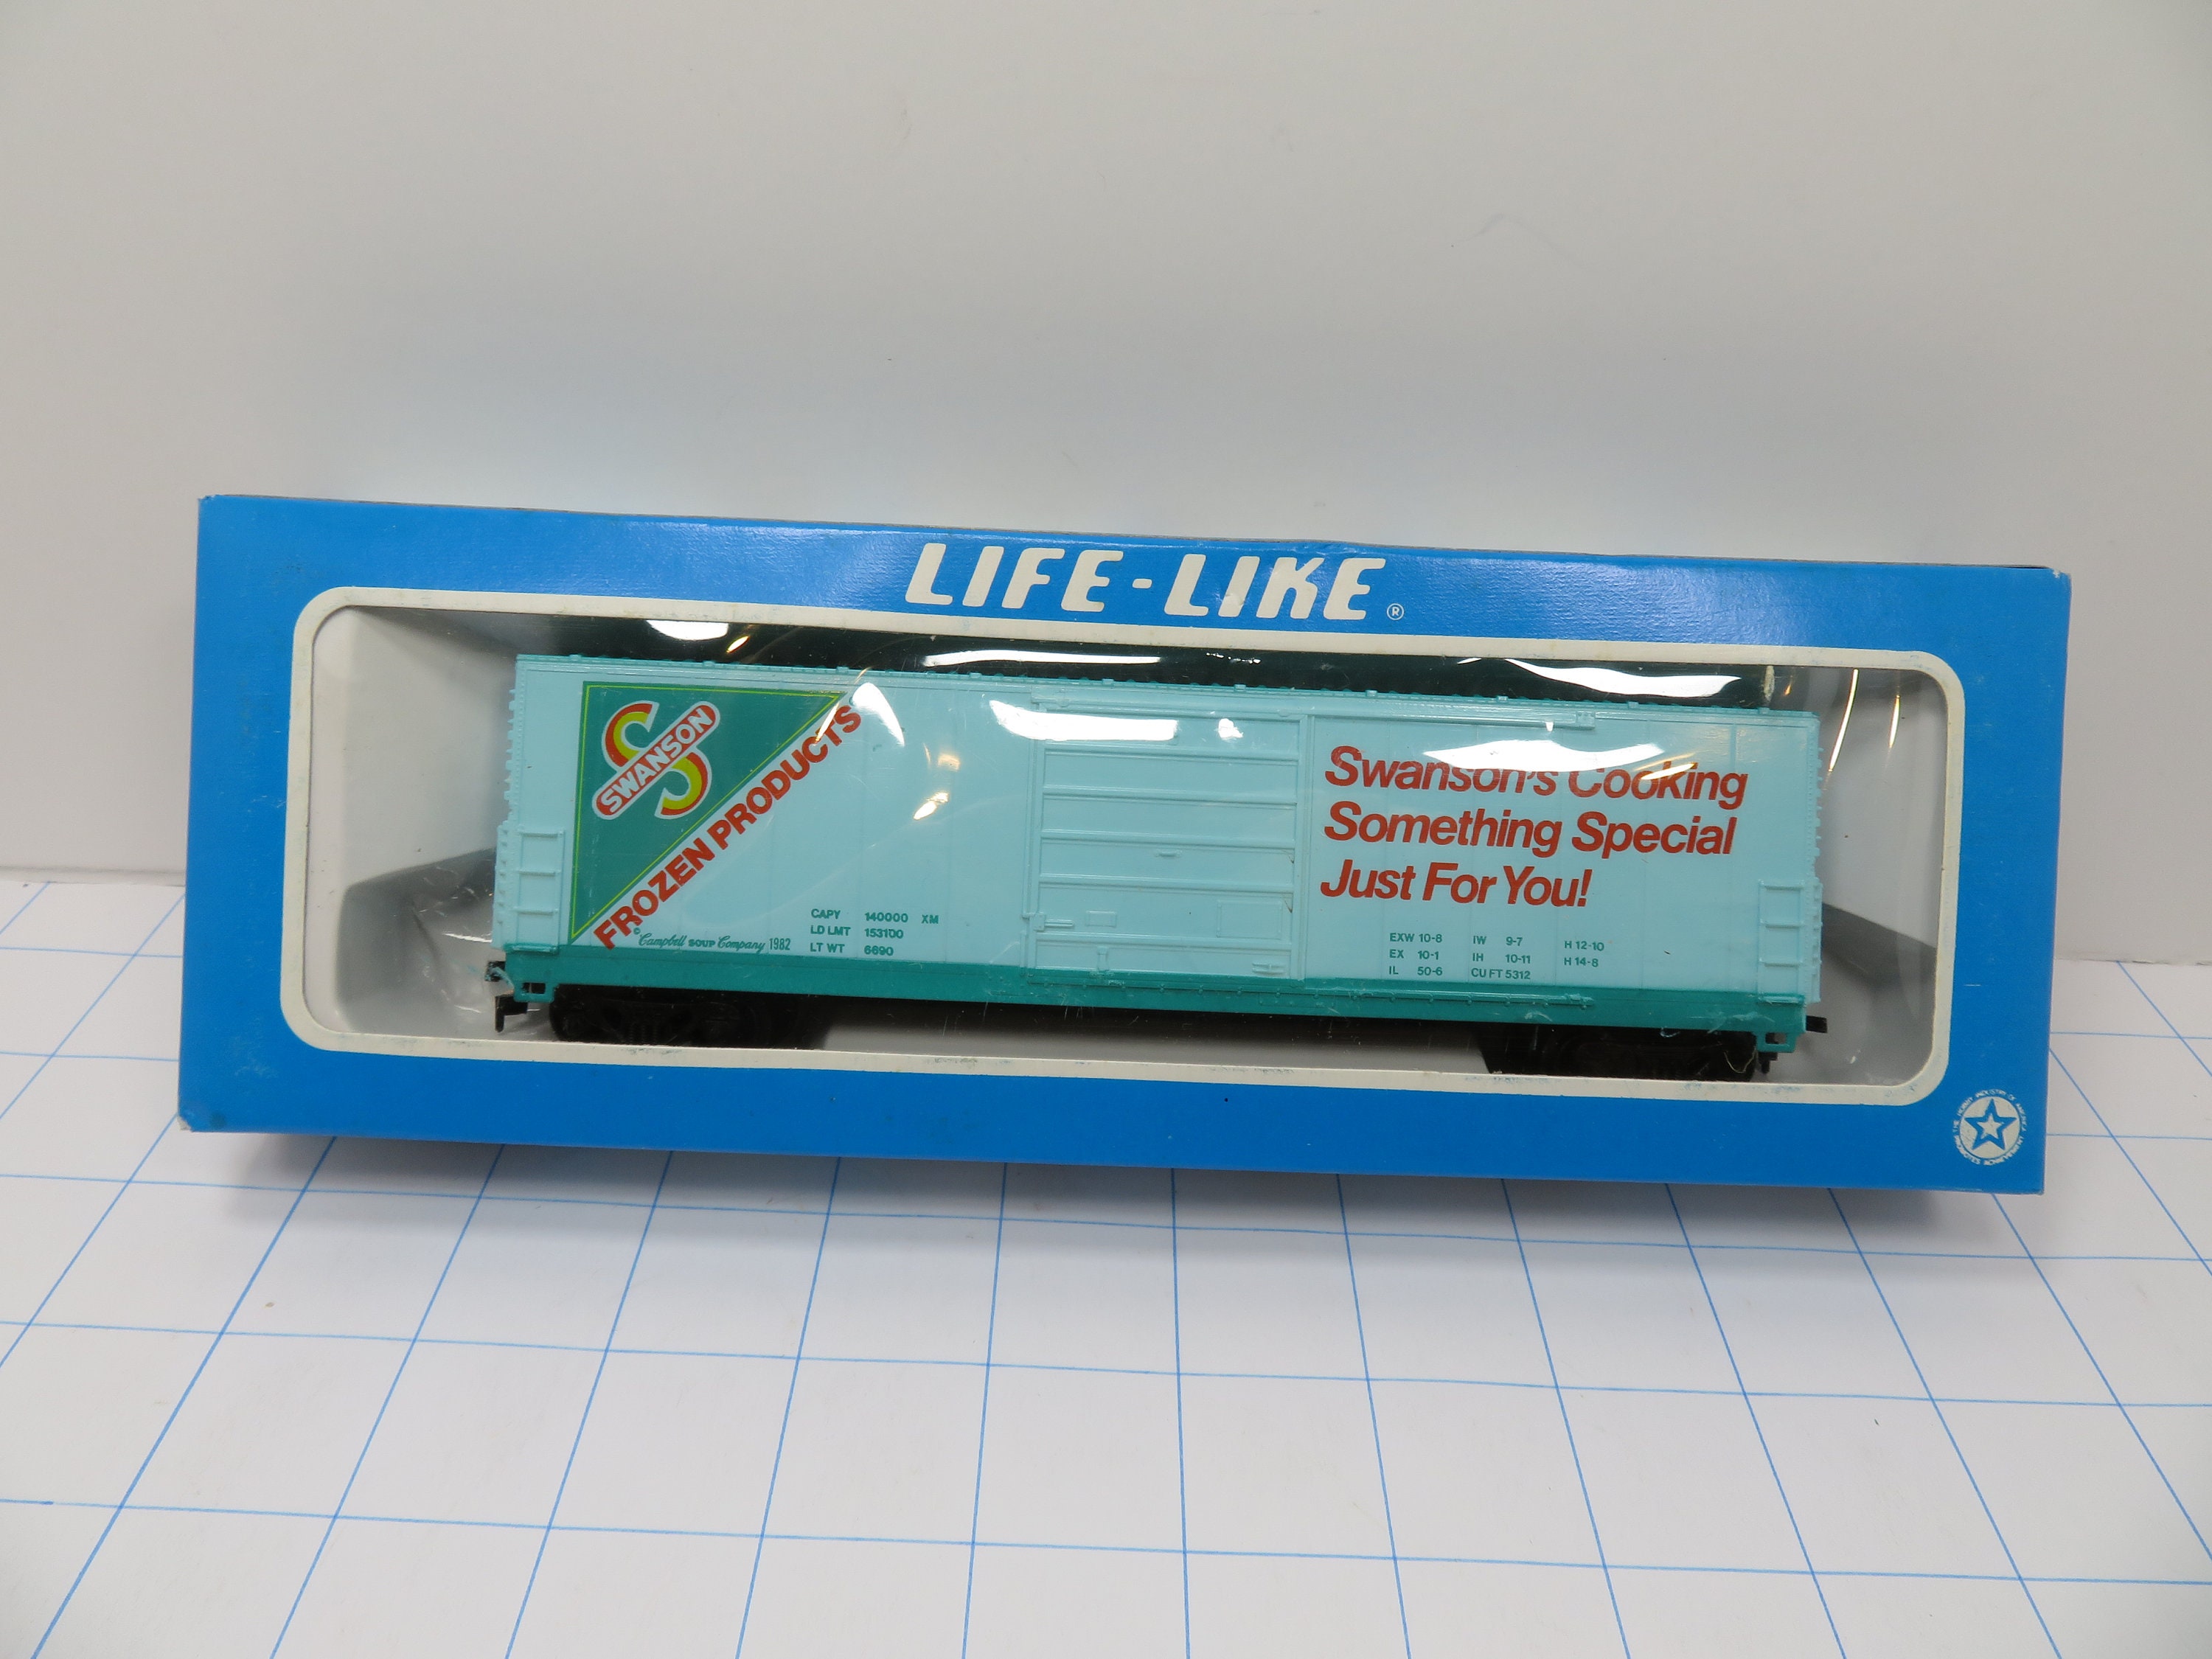 LIFE-LIKE®
SWANSON
FROZEN PRODUCTS
© Campbell SOUP Company 1982
CAPY 140000 XM
LD LMT 153100
LT WT 6690
Swanson's Cooking
Something Special
Just For You!
EXW 10-8 IW 9-7 H 12-10
EX 10-1 IH 10-11 H 14-8
IL 50-6 CU FT 5312